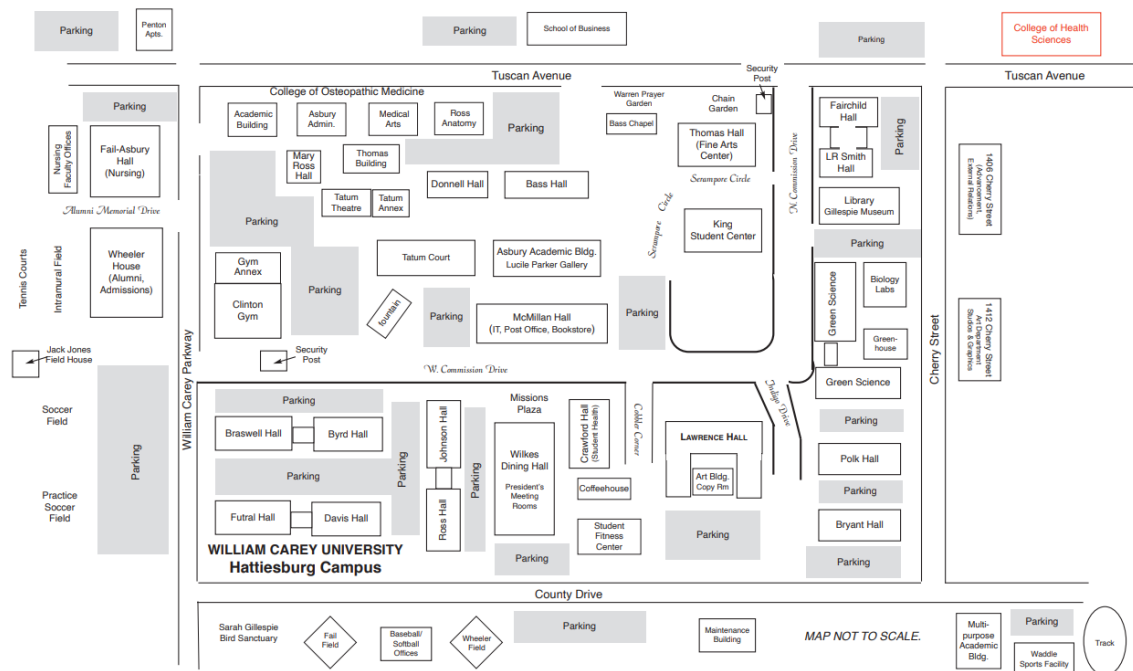 Parking
Penton
Apts.
Parking
School of Business
Parking
College of Health
Sciences
Tuscan Avenue
Tuscan Avenue
Security
Post
College of Osteopathic Medicine
Parking
Nursing
Faculty Offices
Fail-Asbury
Hall
(Nursing)
Academic
Building
Asbury
Admin.
Medical
Arts
Ross
Anatomy
Parking
Warren Prayer
Garden
Bass Chapel
Chain
Garden
Thomas Hall
(Fine Arts
Center)
Fairchild
Hall
LR Smith
Hall
Parking
Mary
Ross
Hall
Thomas
Building
Donnell Hall
Bass Hall
Serampore Circle
N. Commission Drive
1406 Cherry Street
(Advancement,
External Relations)
Alumni Memorial Drive
Tatum
Theatre
Tatum
Annex
Parking
Serampore Circle
King
Student Center
Library
Gillespie Museum
Parking
Tennis Courts
Intramural Field
Wheeler
House
(Alumni,
Admissions)
Gym
Annex
Clinton
Gym
Parking
Tatum Court
Asbury Academic Bldg.
Lucile Parker Gallery
fountain
Parking
McMillan Hall
(IT, Post Office, Bookstore)
Parking
Green Science
Biology
Labs
Green-
house
Green Science
1412 Cherry Street
Art Department
Studios & Graphics
Cherry Street
Jack Jones
Field House
Security
Post
William Carey Parkway
W. Commission Drive
Indigo Drive
Soccer
Field
Parking
Practice
Soccer
Field
Parking
Braswell Hall
Byrd Hall
Parking
Parking
Futral Hall
Davis Hall
Johnson Hall
Ross Hall
Parking
Missions
Plaza
Wilkes
Dining Hall
President's
Meeting
Rooms
Crawford Hall
(Student Health)
Cobbler Corner
Coffeehouse
Student
Fitness
Center
Parking
LAWRENCE HALL
Art Bldg.
Copy Rm
Parking
Parking
Polk Hall
Parking
Bryant Hall
Parking
WILLIAM CAREY UNIVERSITY
Hattiesburg Campus
County Drive
Sarah Gillespie
Bird Sanctuary
Fail
Field
Baseball/
Softball
Offices
Wheeler
Field
Parking
Maintenance
Building
MAP NOT TO SCALE.
Multi-
purpose
Academic
Bldg.
Parking
Waddle
Sports Facility
Track